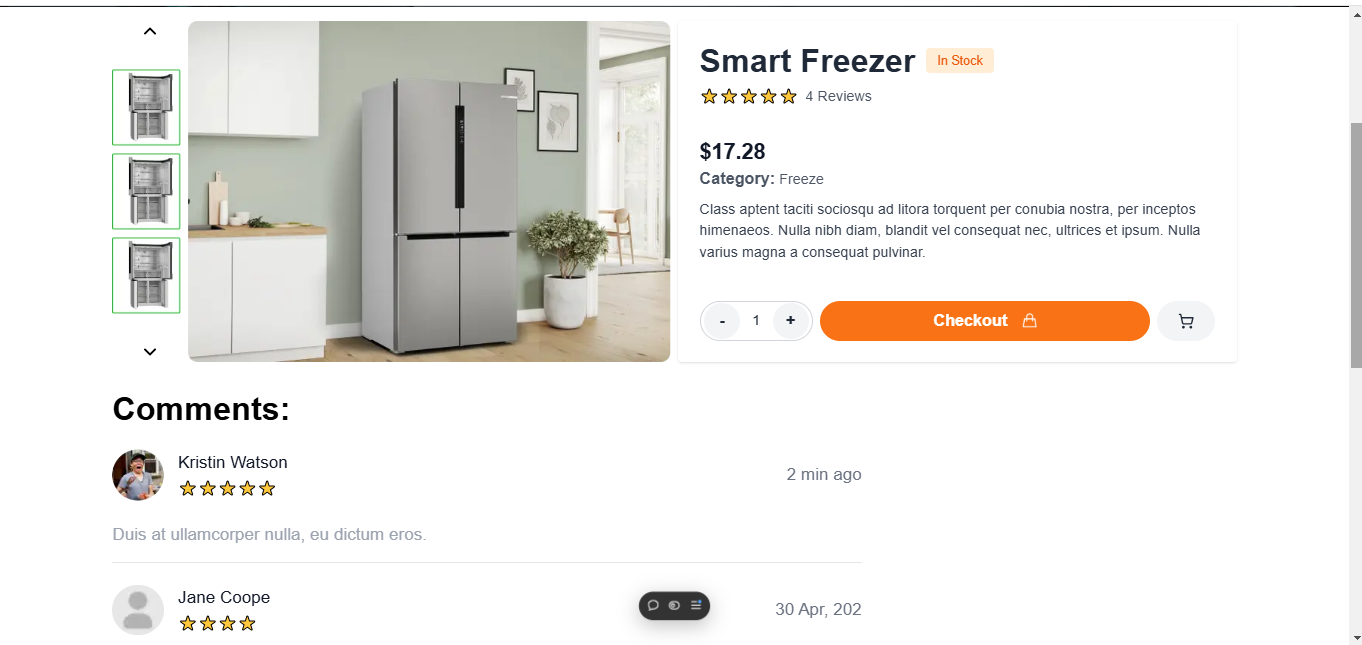 Smart Freezer In Stock
4 Reviews
$17.28
Category: Freeze
Class aptent taciti sociosqu ad litora torquent per conubia nostra, per inceptos
himenaeos. Nulla nibh diam, blandit vel consequat nec, ultrices et ipsum. Nulla
varius magna a consequat pulvinar.
- 1 + Checkout
Comments:
Kristin Watson
2 min ago
Duis at ullamcorper nulla, eu dictum eros.
Jane Coope
30 Apr, 202